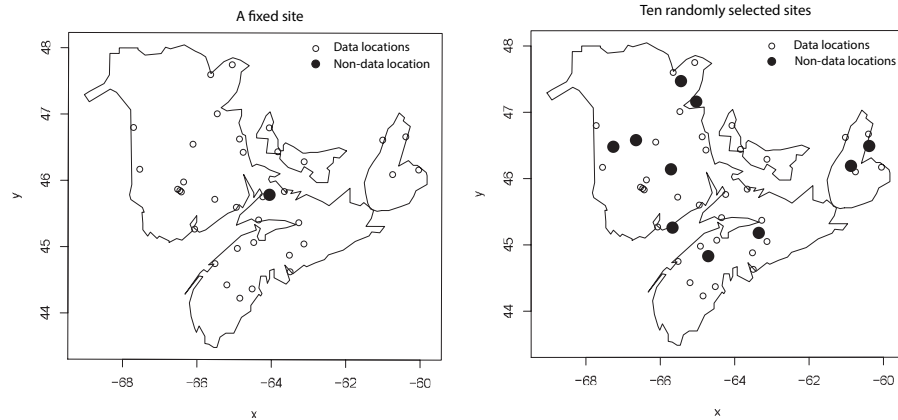 A fixed site
Data locations
Non-data location
48
47
46
45
44
y
-68
-66
-64
-62
-60
x
Ten randomly selected sites
Data locations
Non-data locations
48
47
46
45
44
y
-68
-66
-64
-62
-60
x